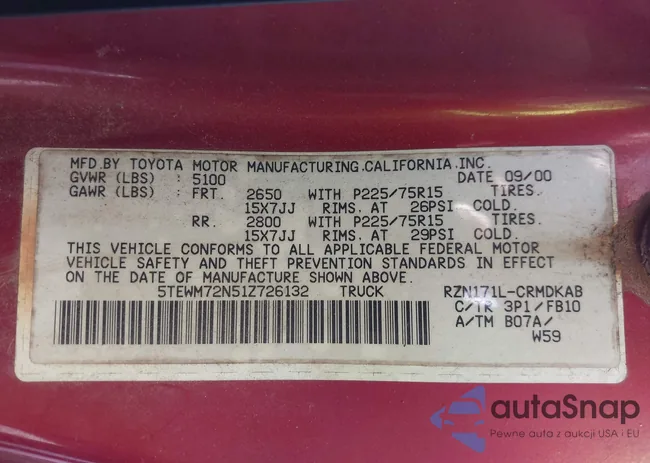 MFD.BY TOYOTA MOTOR MANUFACTURING.CALIFORNIA.INC.
GVWR (LBS) : 5100 DATE 09/00
GAWR (LBS) : FRT. 2650 WITH P225/75R15 TIRES.
15X7JJ RIMS. AT 26PSI COLD.
RR. 2800 WITH P225/75R15 TIRES.
15X7JJ RIMS. AT 29PSI COLD.
THIS VEHICLE CONFORMS TO ALL APPLICABLE FEDERAL MOTOR
VEHICLE SAFETY AND THEFT PREVENTION STANDARDS IN EFFECT
ON THE DATE OF MANUFACTURE SHOWN ABOVE.
5TEWM72N51Z726132 TRUCK RZN171L-CRMDKAB
C/TR 3P1/FB10
A/TM B07A/
W59
autaSnap
Pewne auta z aukcji USA i EU